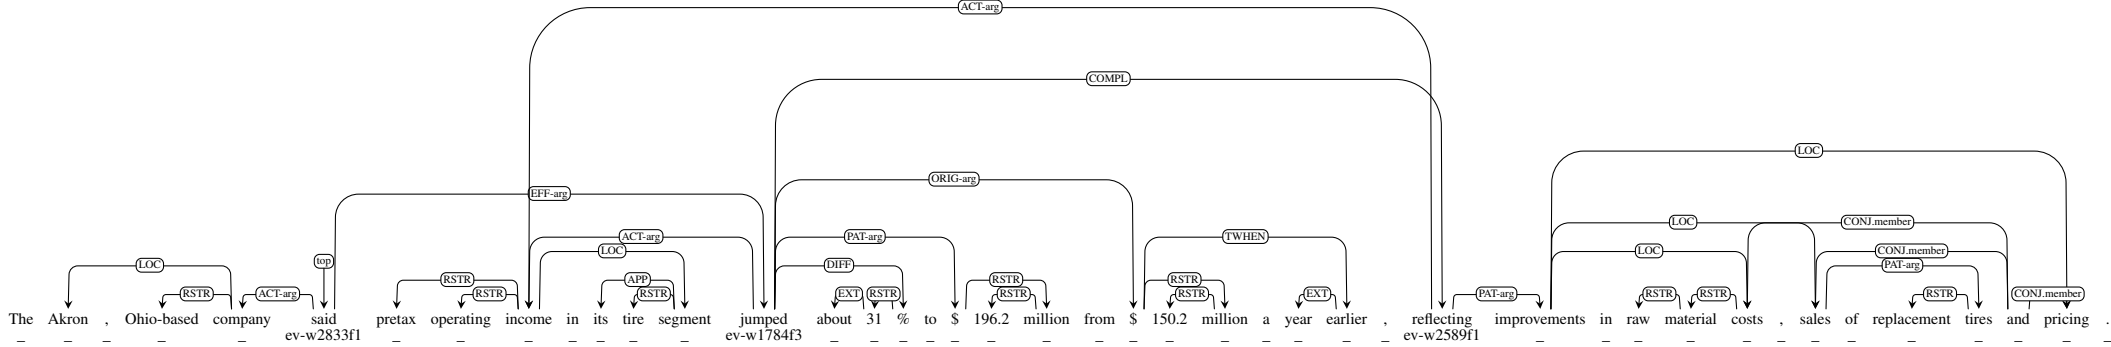 ACT-arg
COMPL
LOC
ORIG-arg
EFF-arg
LOC CONJ.member
ACT-arg PAT-arg TWHEN
LOC LOC CONJ.member
top
LOC DIFF PAT-arg
RSTR APP RSTR RSTR
RSTR ACT-arg RSTR RSTR EXT RSTR RSTR RSTR EXT PAT-arg RSTR RSTR RSTR CONJ.member
The Akron , Ohio-based company said pretax operating income in its tire segment jumped about 31 % to $ 196.2 million from $ 150.2 million a year earlier , reflecting improvements in raw material costs , sales of replacement tires and pricing .
_ _ _ _ _ ev-w2833f1 _ _ _ _ _ _ _ ev-w1784f3 _ _ _ _ _ _ _ _ _ _ _ _ _ _ _ ev-w2589f1 _ _ _ _ _ _ _ _ _ _ _ _ _